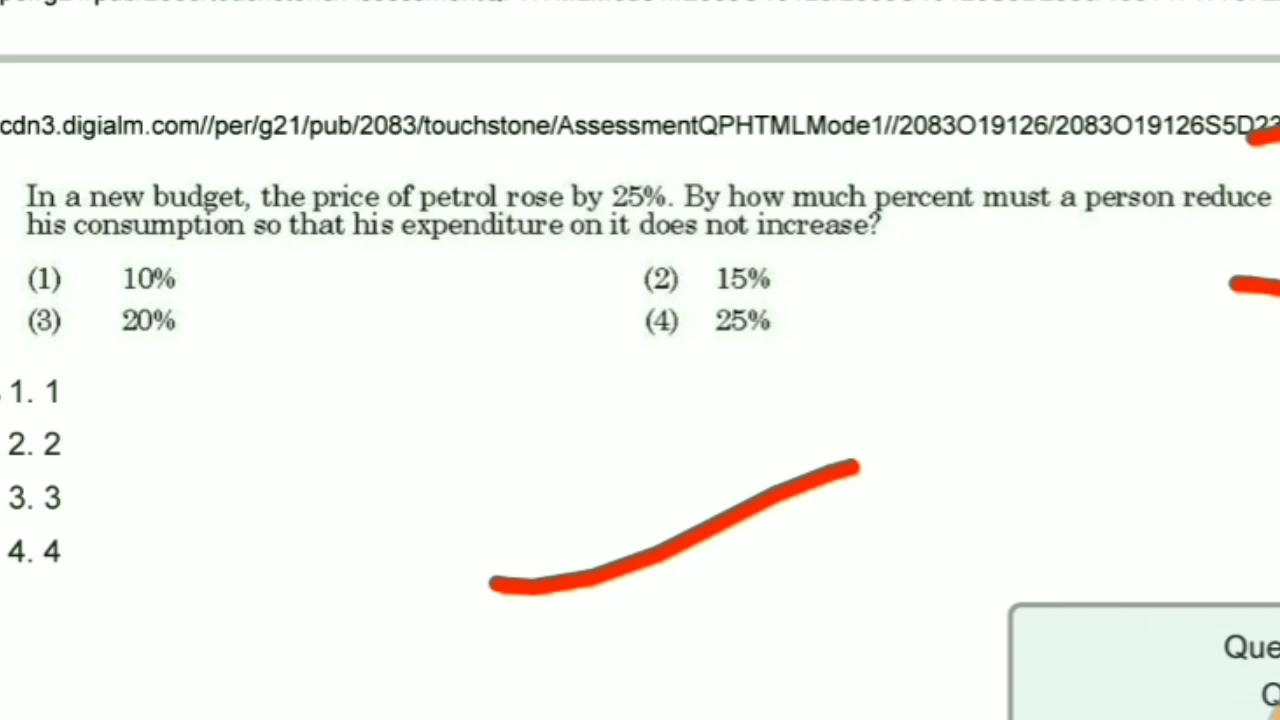 cdn3.digialm.com//per/g21/pub/2083/touchstone/AssessmentQPHTMLMode1//2083O19126/2083O19126S5D
In a new budget, the price of petrol rose by 25%. By how much percent must a person reduce
his consumption so that his expenditure on it does not increase?
(1) 10% (2) 15%
(3) 20% (4) 25%
1. 1
2. 2
3. 3
4. 4
Que